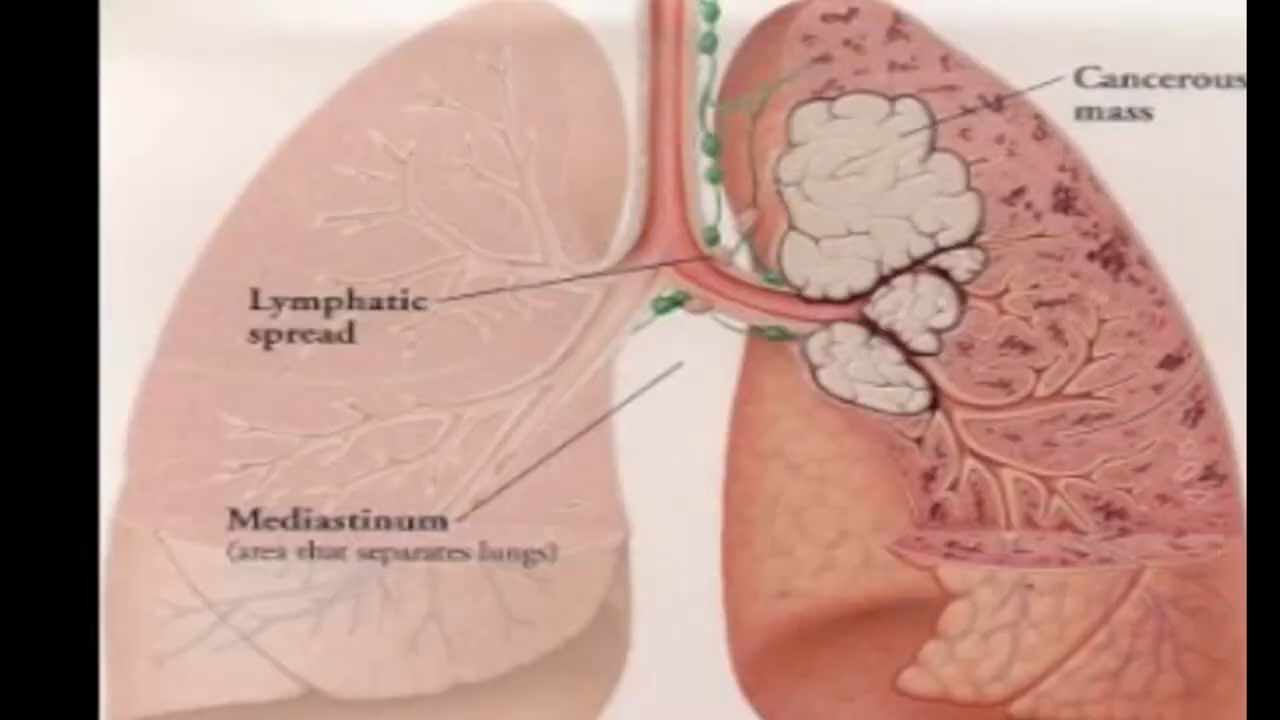 Cancerous
mass
Lymphatic
spread
Mediastinum
(area that separates lungs)